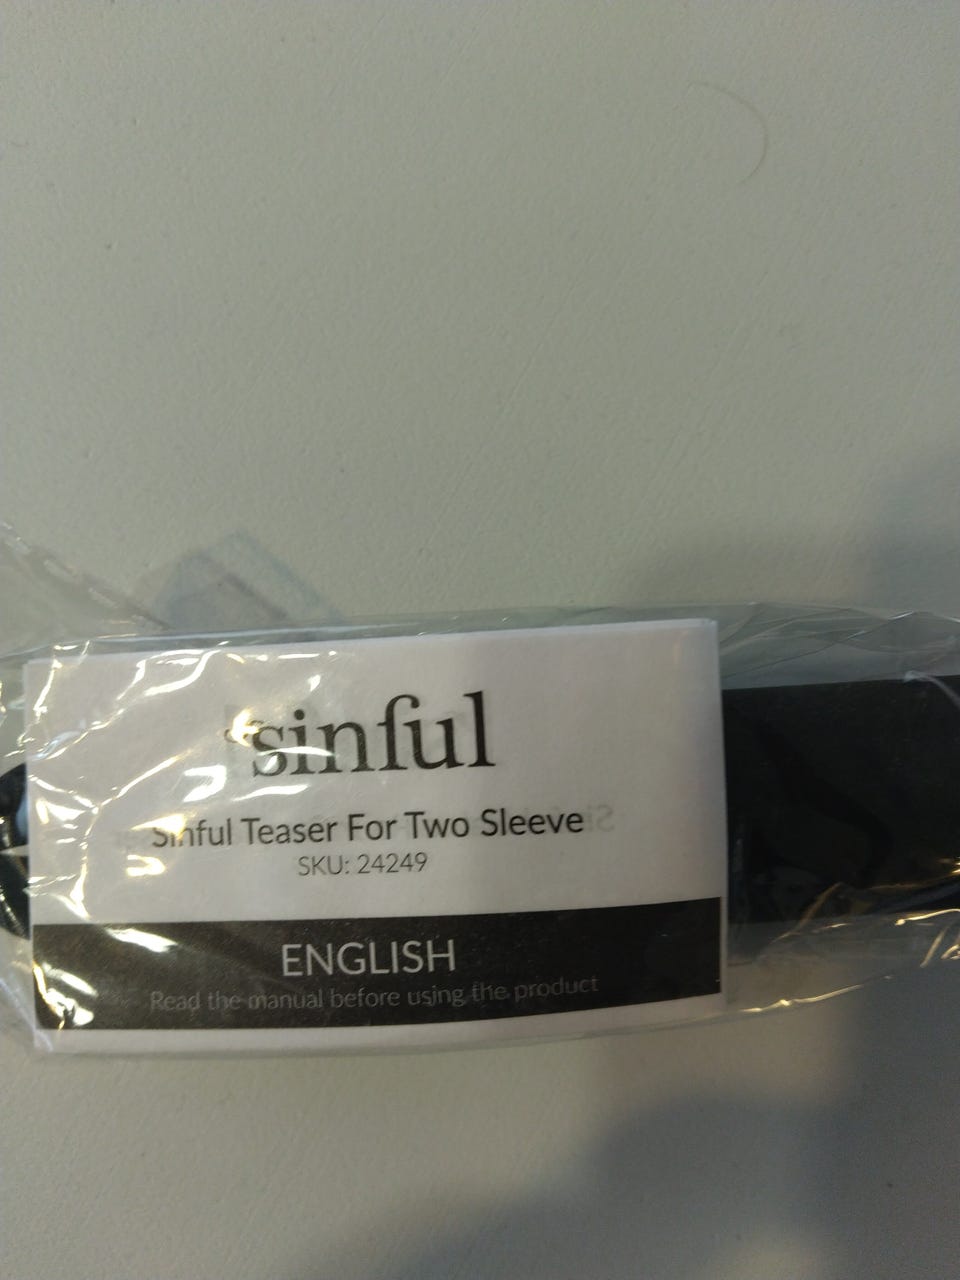 sinful
Sinful Teaser For Two Sleeve
SKU: 24249
ENGLISH
Read the manual before using the product